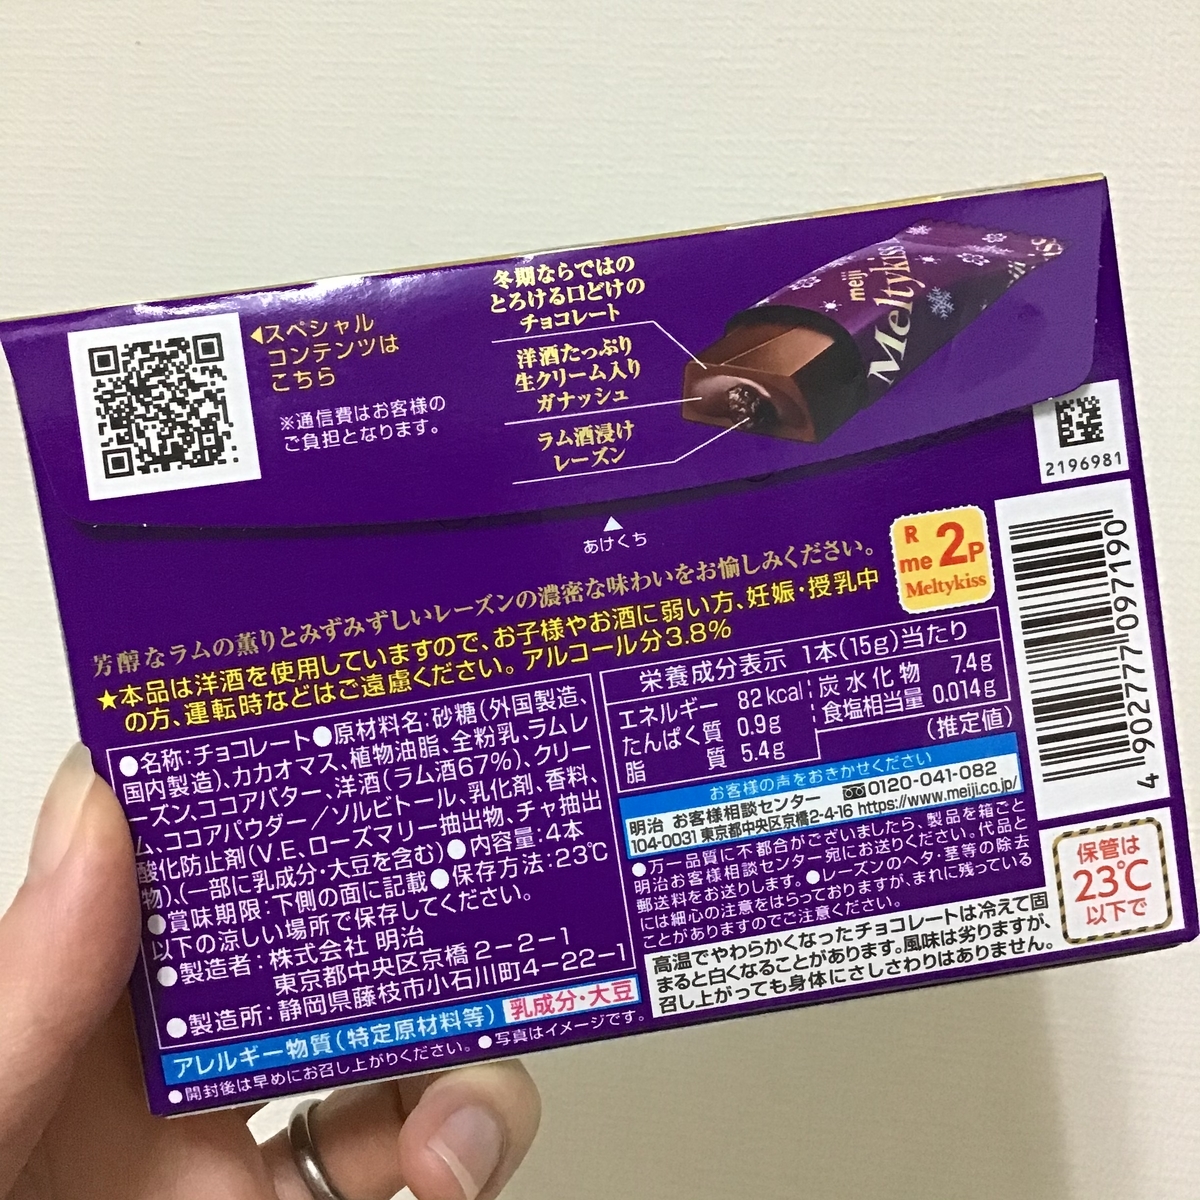 冬期ならではの
とろける口どけの
チョコレート
洋酒たっぷり
生クリーム入り
ガナッシュ
ラム酒浸け
レーズン
meiji
Meltykiss
◀スペシャル
コンテンツは
こちら
※通信費はお客様の
ご負担となります。
2196981
あけくち
R
me 2P
Meltykiss
芳醇なラムの薫りとみずみずしいレーズンの濃密な味わいをお愉しみください。
★本品は洋酒を使用していますので、お子様やお酒に弱い方、妊娠・授乳中
の方、運転時などはご遠慮ください。アルコール分3.8%
●名称:チョコレート●原材料名:砂糖(外国製造、
国内製造)、カカオマス、植物油脂、全粉乳、ラムレ
ーズン、ココアバター、洋酒(ラム酒67%)、クリー
ム、ココアパウダー/ソルビトール、乳化剤、香料、
酸化防止剤(V.E、ローズマリー抽出物、チャ抽出
物)、(一部に乳成分・大豆を含む)●内容量:4本
●賞味期限:下側の面に記載●保存方法:23℃
以下の涼しい場所で保存してください。
●製造者:株式会社 明治
東京都中央区京橋2-2-1
●製造所:静岡県藤枝市小石川町4-22-1
アレルギー物質(特定原材料等) 乳成分・大豆
●開封後は早めにお召し上がりください。●写真はイメージです。
栄養成分表示 1本(15g)当たり
エネルギー 82kcal 炭水化物 7.4g
たんぱく質 0.9g 食塩相当量 0.014g
脂質 5.4g (推定値)
お客様の声をおきかせください
明治 お客様相談センター 0120-041-082
104-0031 東京都中央区京橋2-4-16 https://www.meiji.co.jp/
●万一品質に不都合がございましたら、製品を箱ごと
明治お客様相談センター宛にお送りください。代品と
郵送料をお送りします。●レーズンのヘタ・茎等の除去
には細心の注意をはらっておりますが、まれに残っている
ことがありますのでご注意ください。
高温でやわらかくなったチョコレートは冷えて固
まると白くなることがあります。風味は劣りますが、
召し上がっても身体にさしさわりはありません。
4 902777 097190
保管は
23℃
以下で